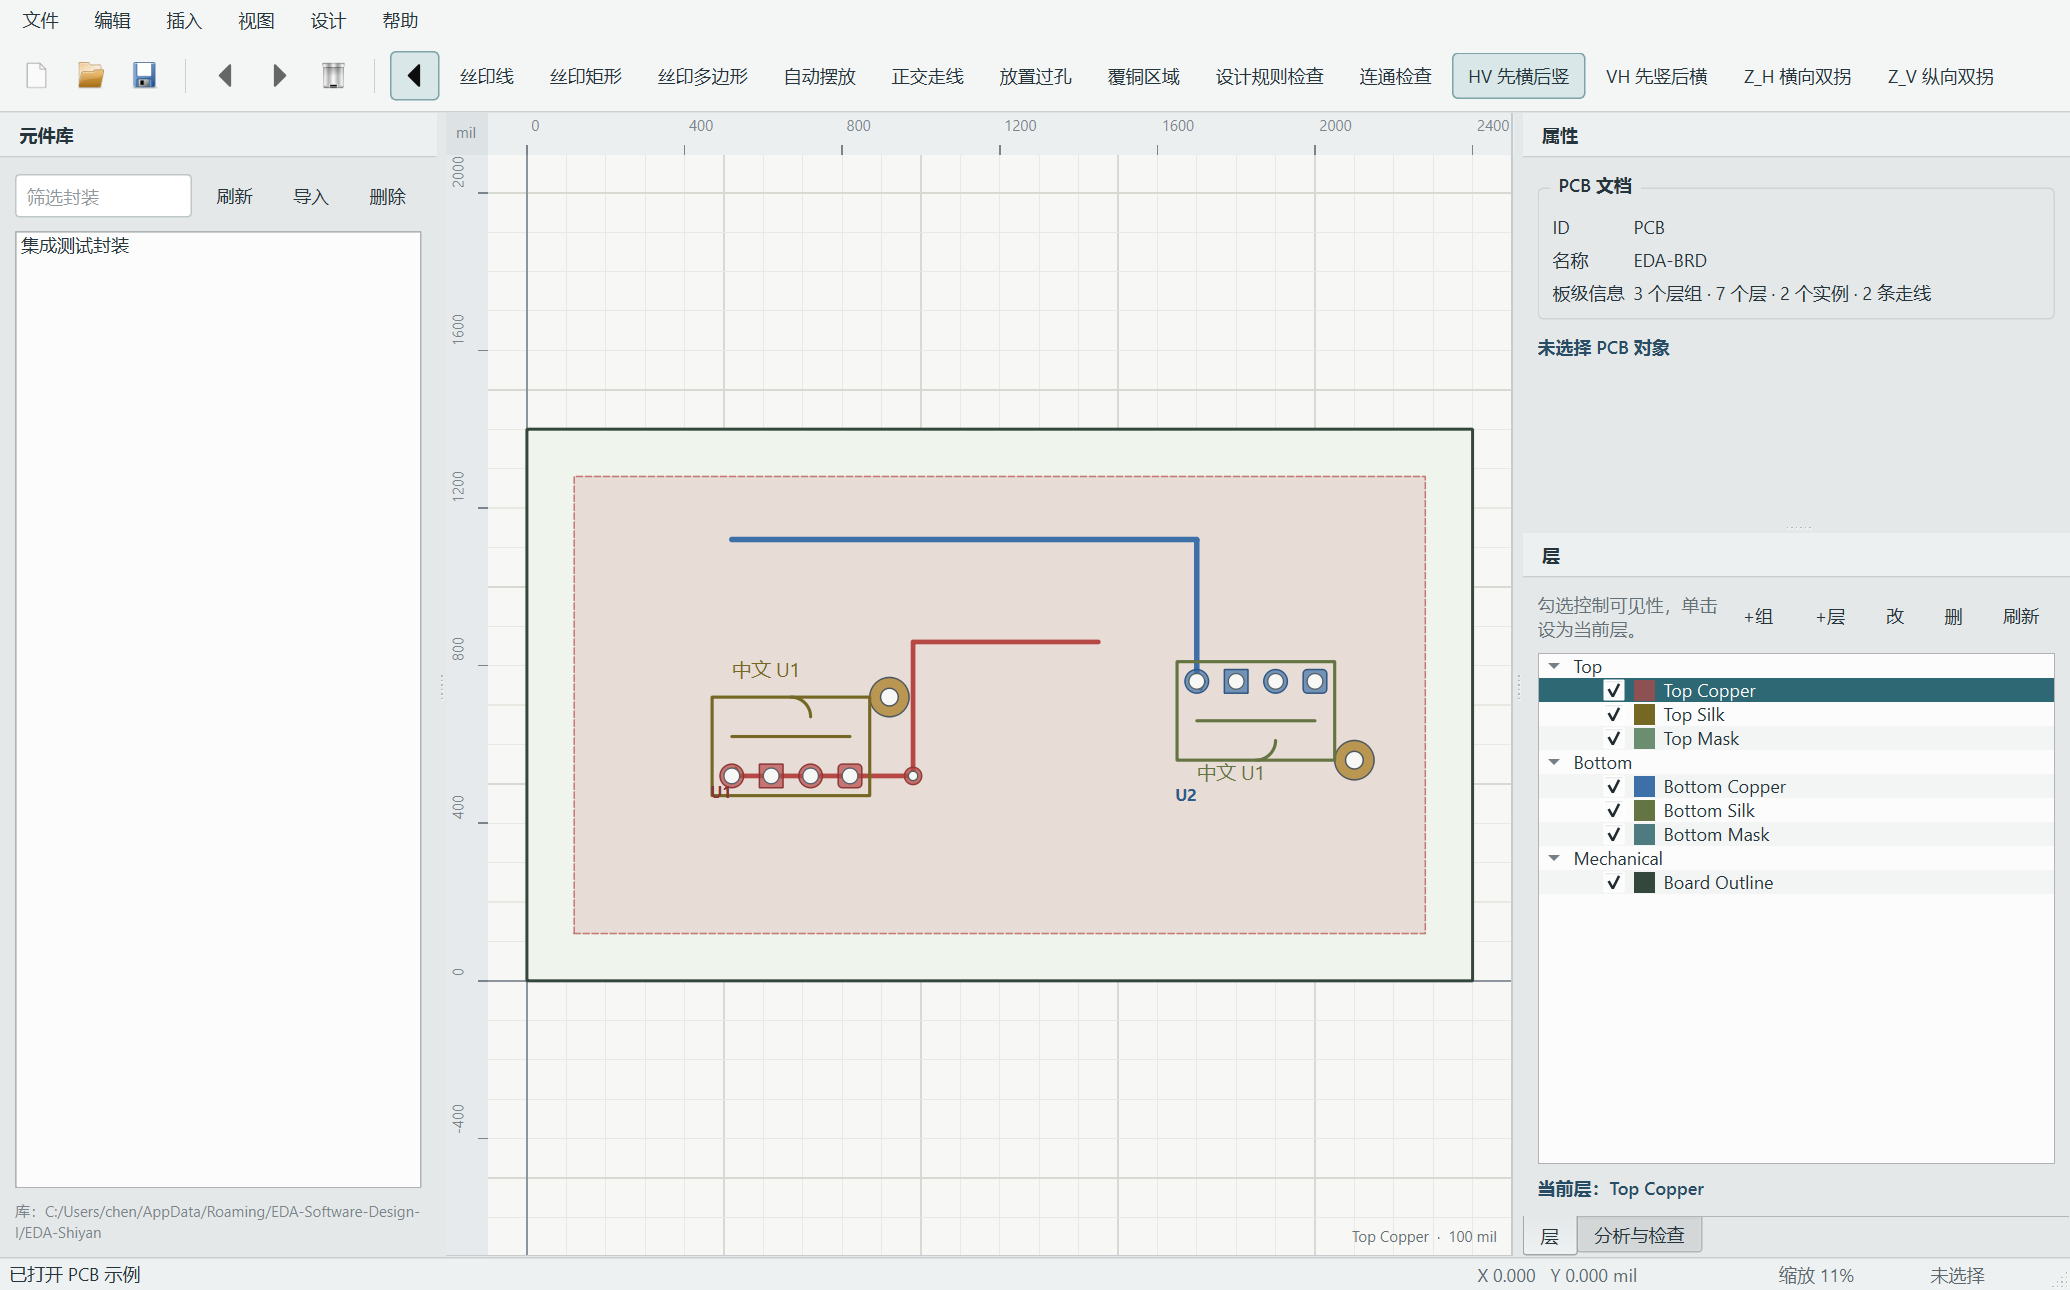 文件 编辑 插入 视图 设计 帮助
丝印线 丝印矩形 丝印多边形 自动摆放 正交走线 放置过孔 覆铜区域 设计规则检查 连通检查 HV 先横后竖 VH 先竖后横 Z_H 横向双拐 Z_V 纵向双拐
元件库
筛选封装 刷新 导入 删除
集成测试封装
库：C:/Users/chen/AppData/Roaming/EDA-Software-Design-
I/EDA-Shiyan
mil 0 400 800 1200 1600 2000 2400
2000
1600
1200
800
400
0
-400
中文 U1
U1
中文 U1
U2
Top Copper · 100 mil
属性
PCB 文档
ID PCB
名称 EDA-BRD
板级信息 3 个层组 · 7 个层 · 2 个实例 · 2 条走线
未选择 PCB 对象
层
勾选控制可见性，单击
设为当前层。
+组 +层 改 删 刷新
Top
Top Copper
Top Silk
Top Mask
Bottom
Bottom Copper
Bottom Silk
Bottom Mask
Mechanical
Board Outline
当前层：Top Copper
层 分析与检查
已打开 PCB 示例
X 0.000 Y 0.000 mil 缩放 11% 未选择